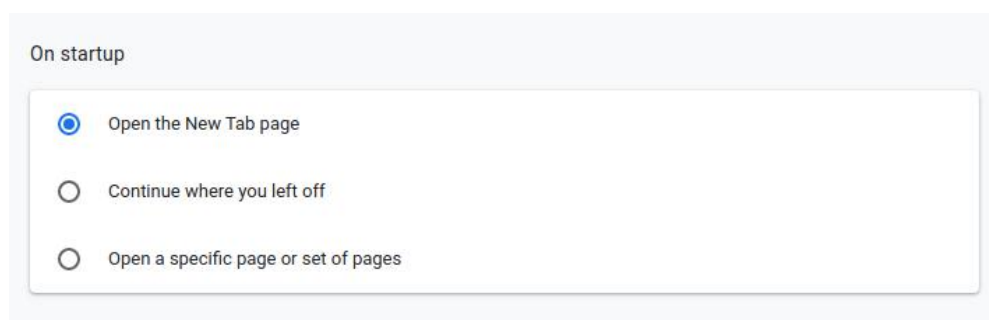 On startup
Open the New Tab page
Continue where you left off
Open a specific page or set of pages